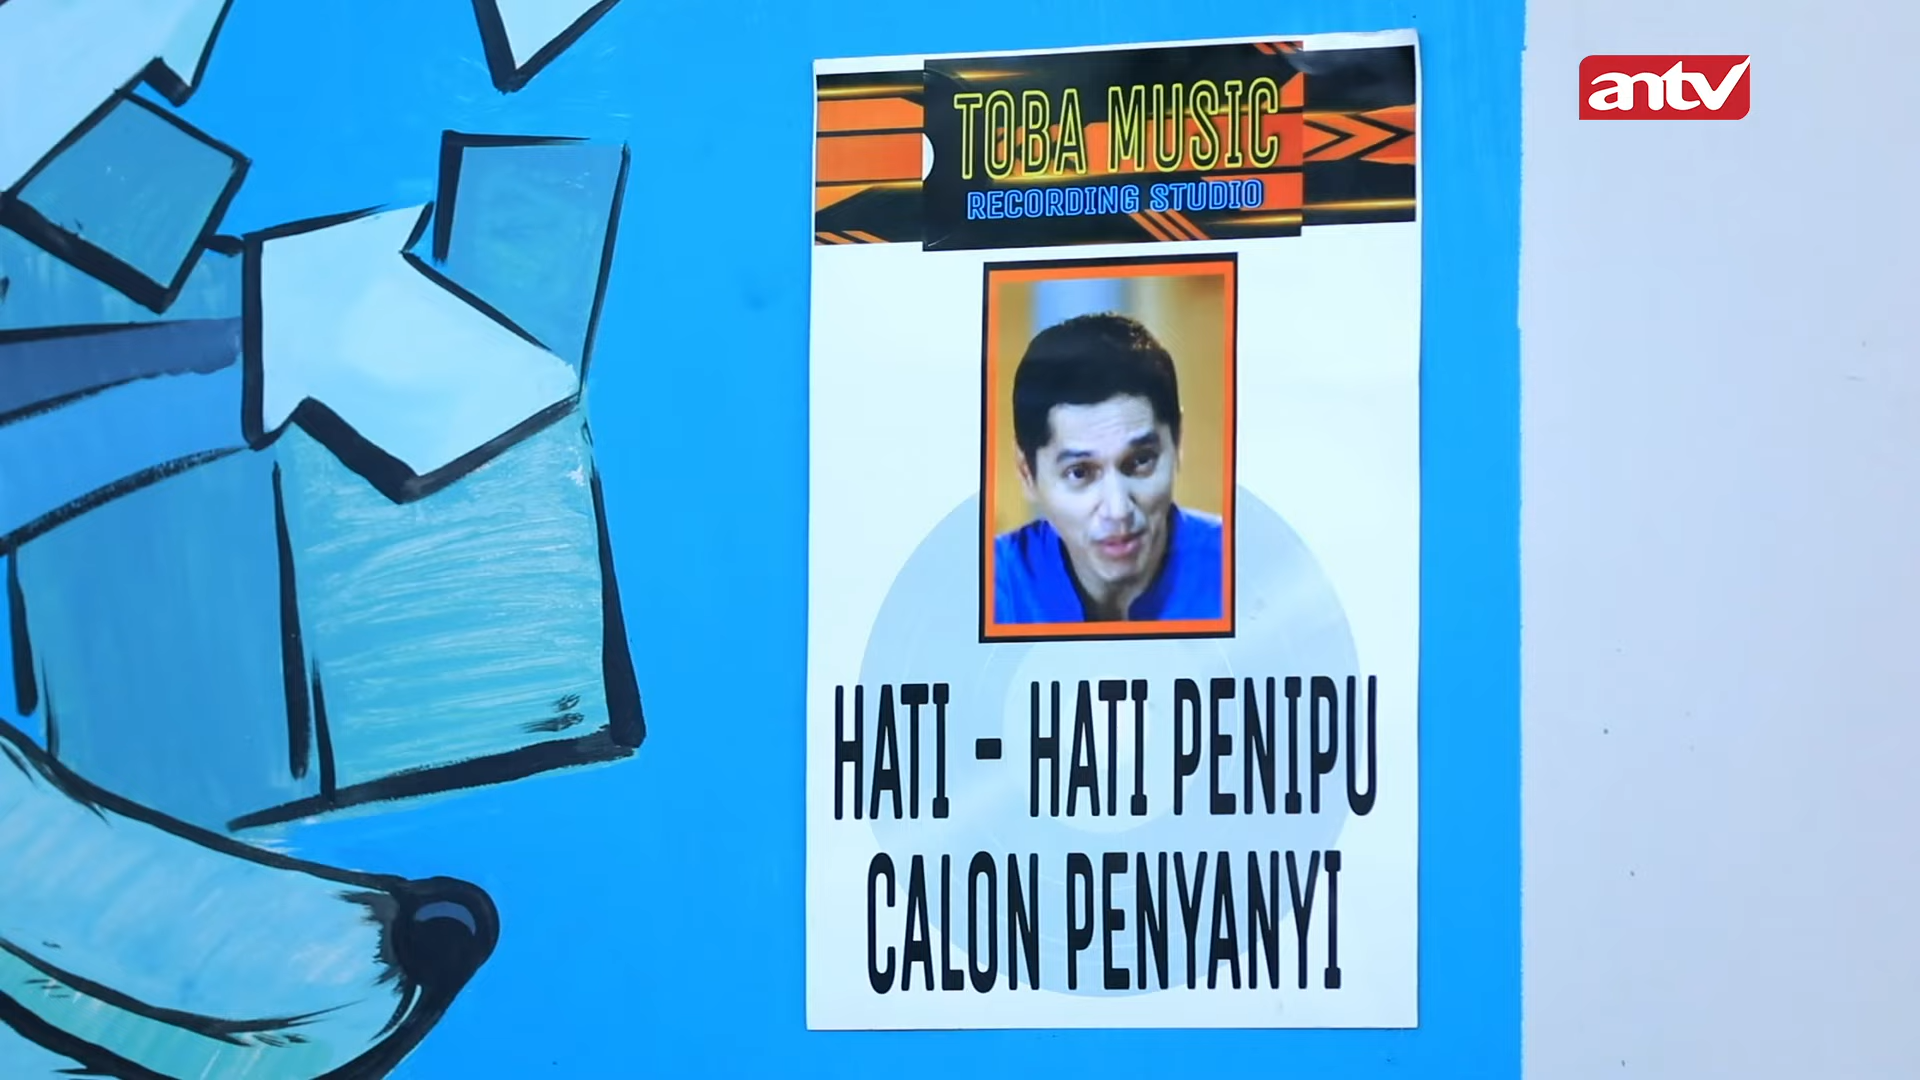 TOBA MUSIC
RECORDING STUDIO
HATI - HATI PENIPU
CALON PENYANYI
antv